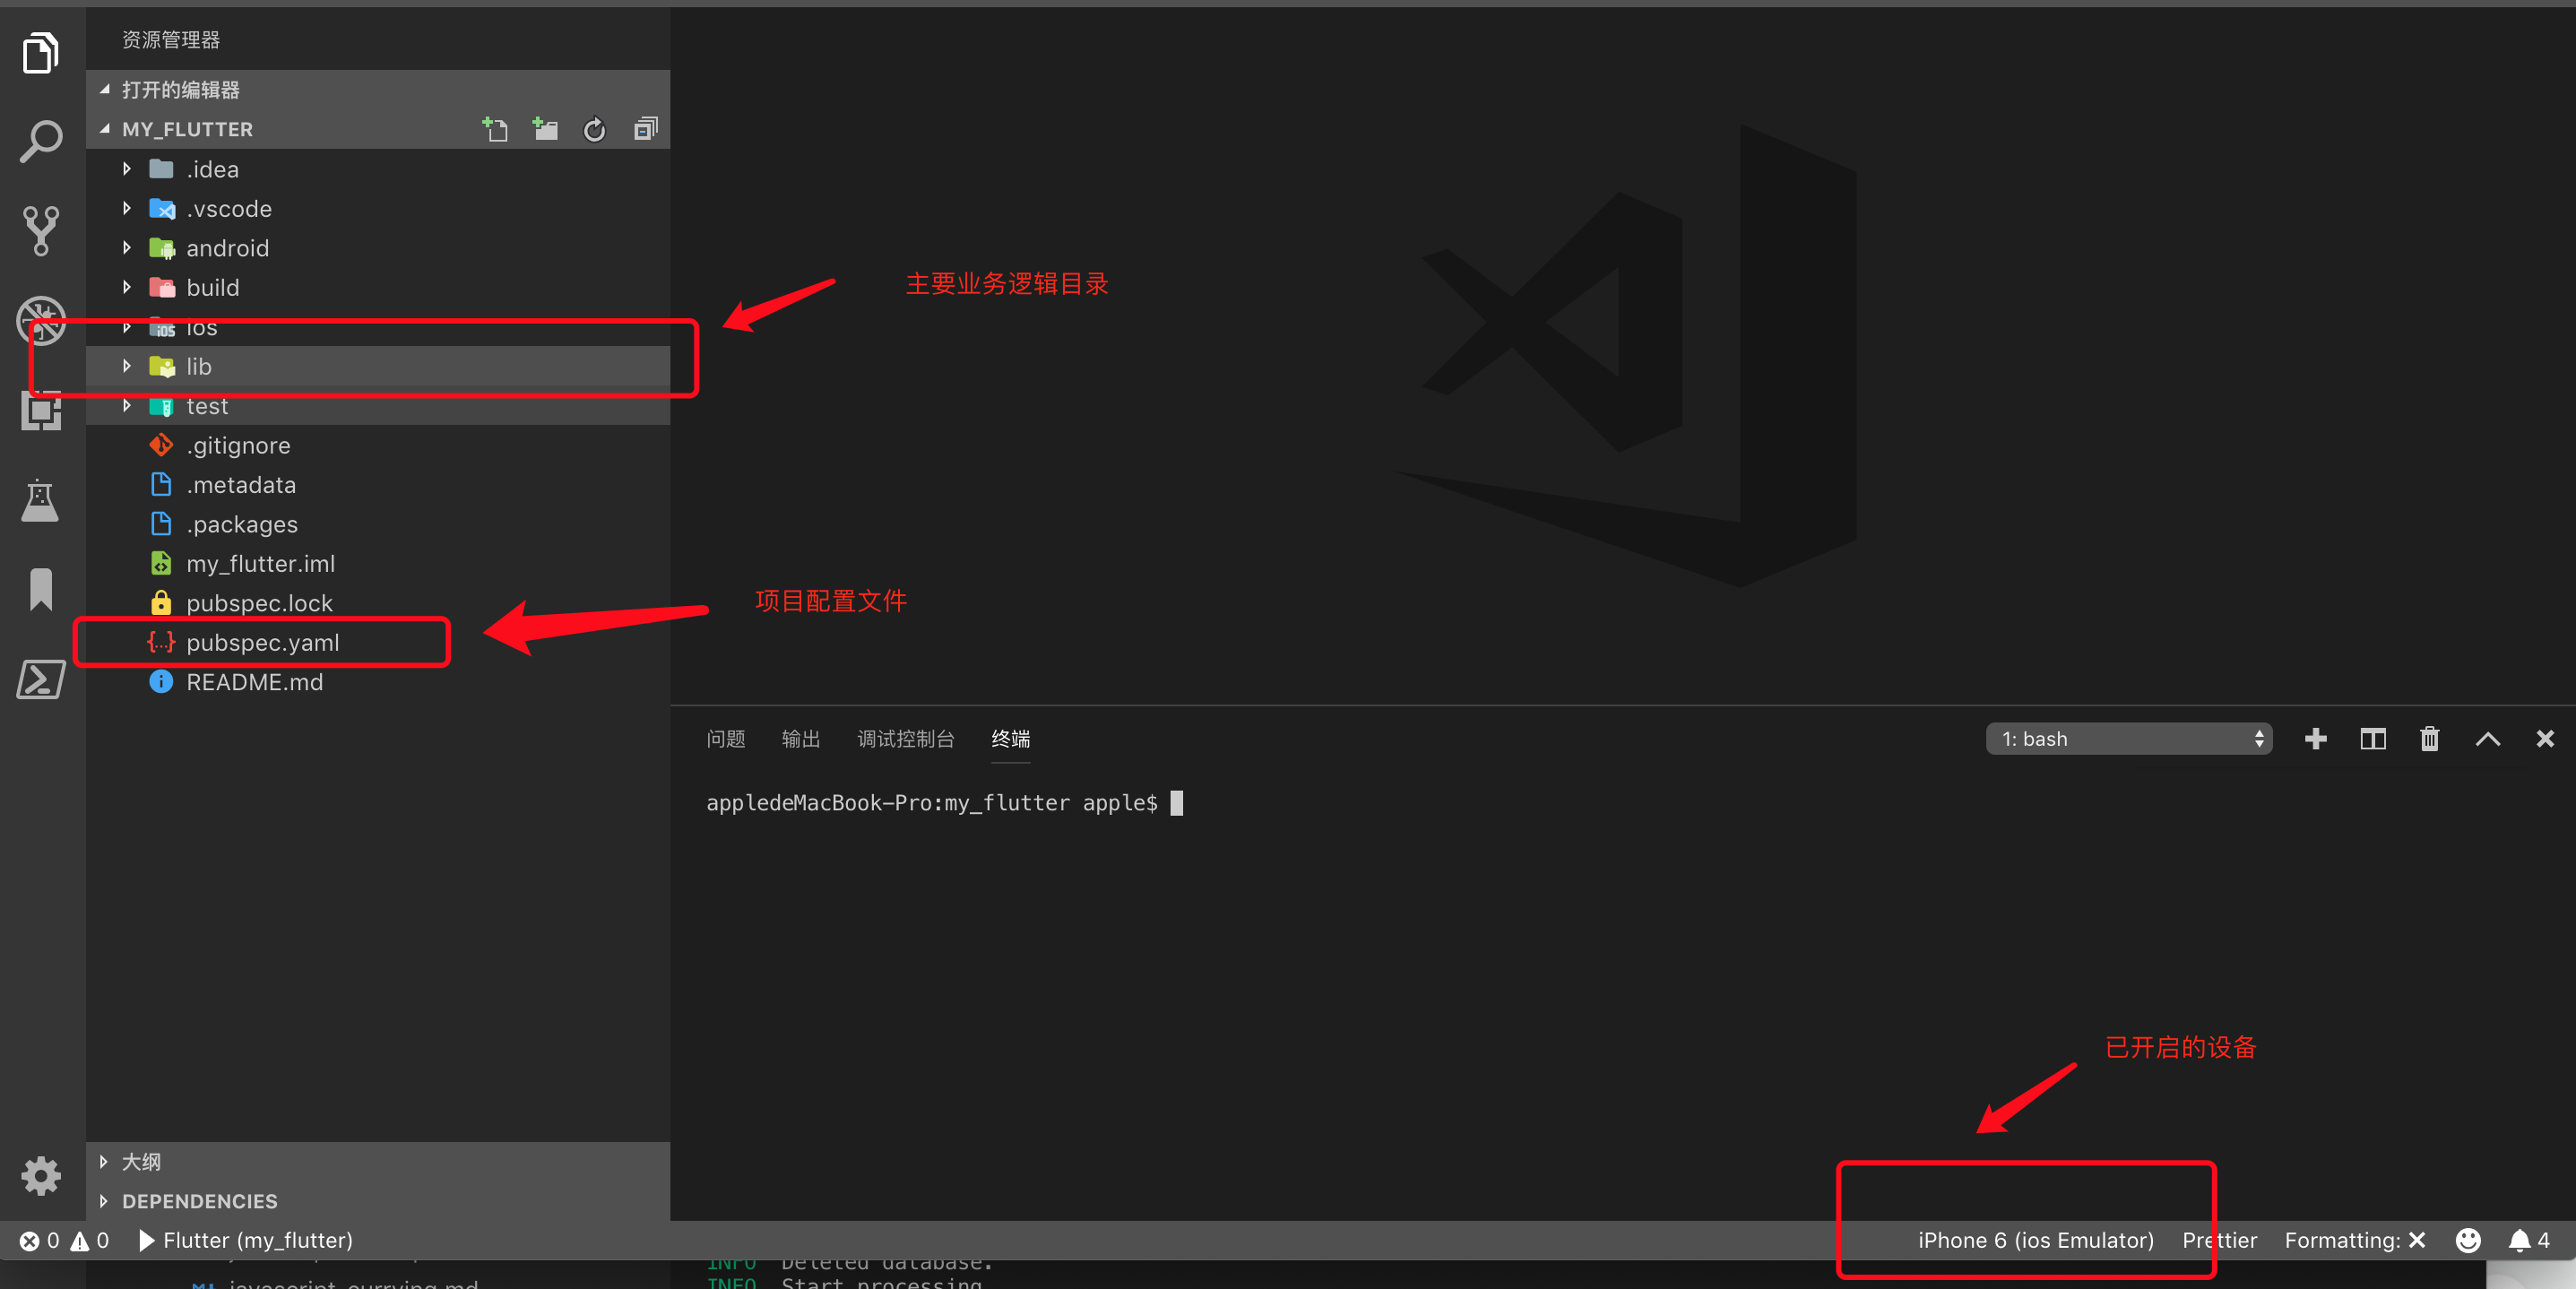 资源管理器
打开的编辑器
MY_FLUTTER
.idea
.vscode
android
build
ios
lib
test
.gitignore
.metadata
.packages
my_flutter.iml
pubspec.lock
pubspec.yaml
README.md
主要业务逻辑目录
项目配置文件
问题 输出 调试控制台 终端 1: bash
appledeMacBook-Pro:my_flutter apple$
已开启的设备
大纲
DEPENDENCIES
0 0 Flutter (my_flutter) iPhone 6 (ios Emulator) Prettier Formatting: 4
INFO Deleted database.
javascript currying.md INFO Start processing